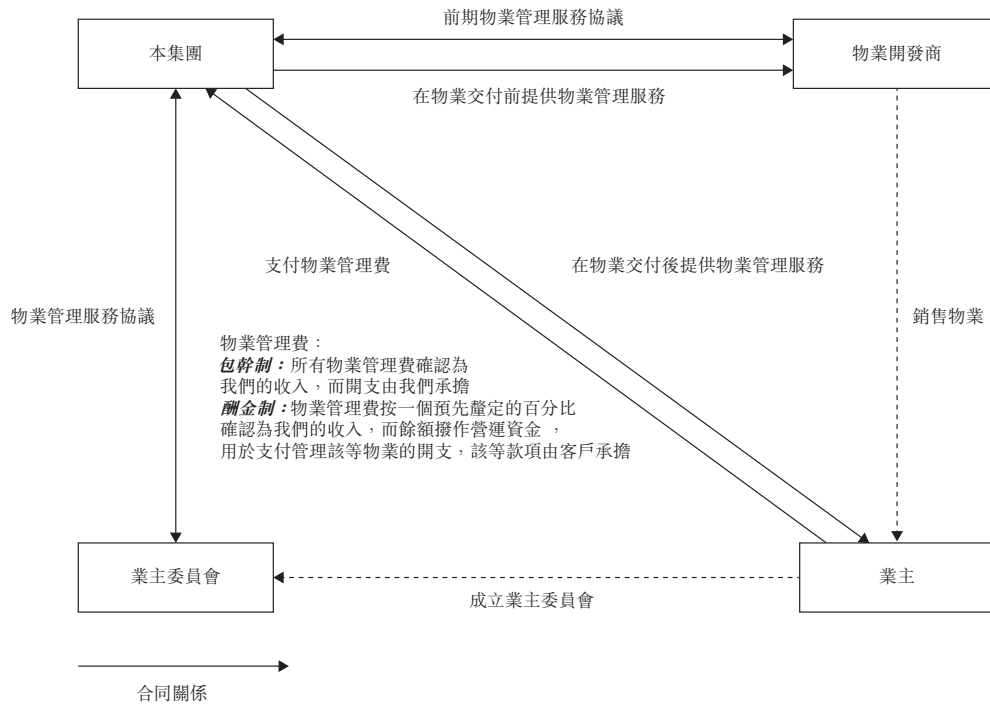 前期物業管理服務協議
本集團
物業開發商
在物業交付前提供物業管理服務
支付物業管理費
在物業交付後提供物業管理服務
物業管理服務協議
銷售物業
物業管理費：
包幹制：所有物業管理費確認為
我們的收入，而開支由我們承擔
酬金制：物業管理費按一個預先釐定的百分比
確認為我們的收入，而餘額撥作營運資金，
用於支付管理該等物業的開支，該等款項由客戶承擔
業主委員會
業主
成立業主委員會
合同關係